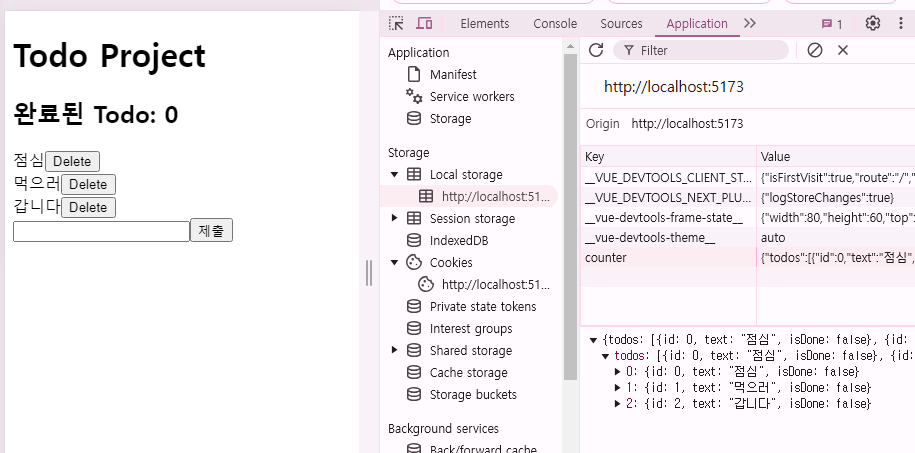 Todo Project
완료된 Todo: 0
점심 Delete
먹으러 Delete
갑니다 Delete
제출
Elements Console Sources Application 1
Application
Manifest
Service workers
Storage
Storage
Local storage
http://localhost:51...
Session storage
IndexedDB
Cookies
http://localhost:51...
Private state tokens
Interest groups
Shared storage
Cache storage
Storage buckets
Background services
Back/forward cache
Filter
http://localhost:5173
Origin http://localhost:5173
Key Value
__VUE_DEVTOOLS_CLIENT_ST... {"isFirstVisit":true,"route":"/","
__VUE_DEVTOOLS_NEXT_PLU... {"logStoreChanges":true}
__vue-devtools-frame-state__ {"width":80,"height":60,"top"
__vue-devtools-theme__ auto
counter {"todos":[{"id":0,"text":"점심",
{todos: [{id: 0, text: "점심", isDone: false}, {id:
todos: [{id: 0, text: "점심", isDone: false}, {id:
0: {id: 0, text: "점심", isDone: false}
1: {id: 1, text: "먹으러", isDone: false}
2: {id: 2, text: "갑니다", isDone: false}